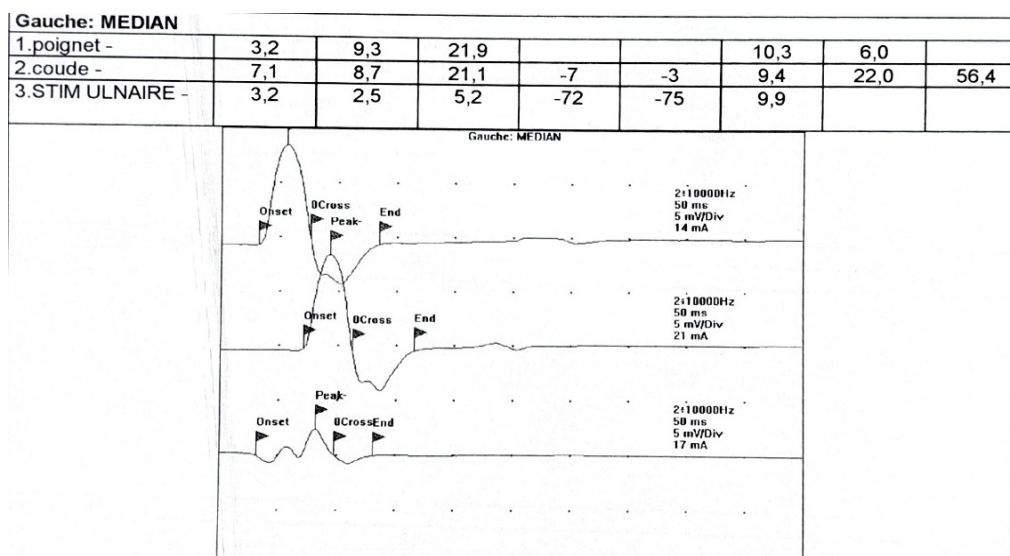 Gauche: MEDIAN
1.poignet - 3,2 9,3 21,9 10,3 6,0
2.coude - 7,1 8,7 21,1 -7 -3 9,4 22,0 56,4
3.STIM ULNAIRE - 3,2 2,5 5,2 -72 -75 9,9
Gauche: MEDIAN
Onset 0Cross Peak- End
2‡10000Hz
50 ms
5 mV/Div
14 mA
Onset 0Cross End
2‡10000Hz
50 ms
5 mV/Div
21 mA
Peak-
Onset 0Cross End
2‡10000Hz
50 ms
5 mV/Div
17 mA